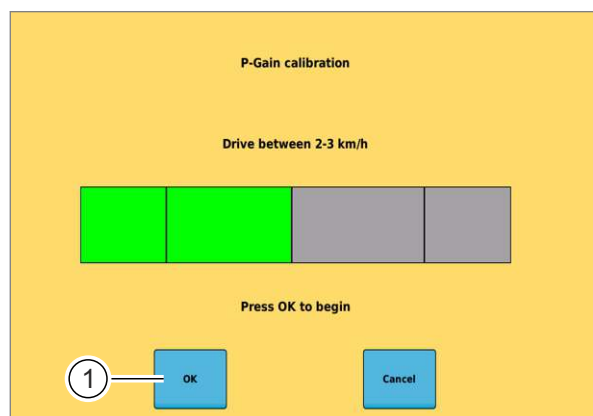 P-Gain calibration
Drive between 2-3 km/h
Press OK to begin
1
OK
Cancel